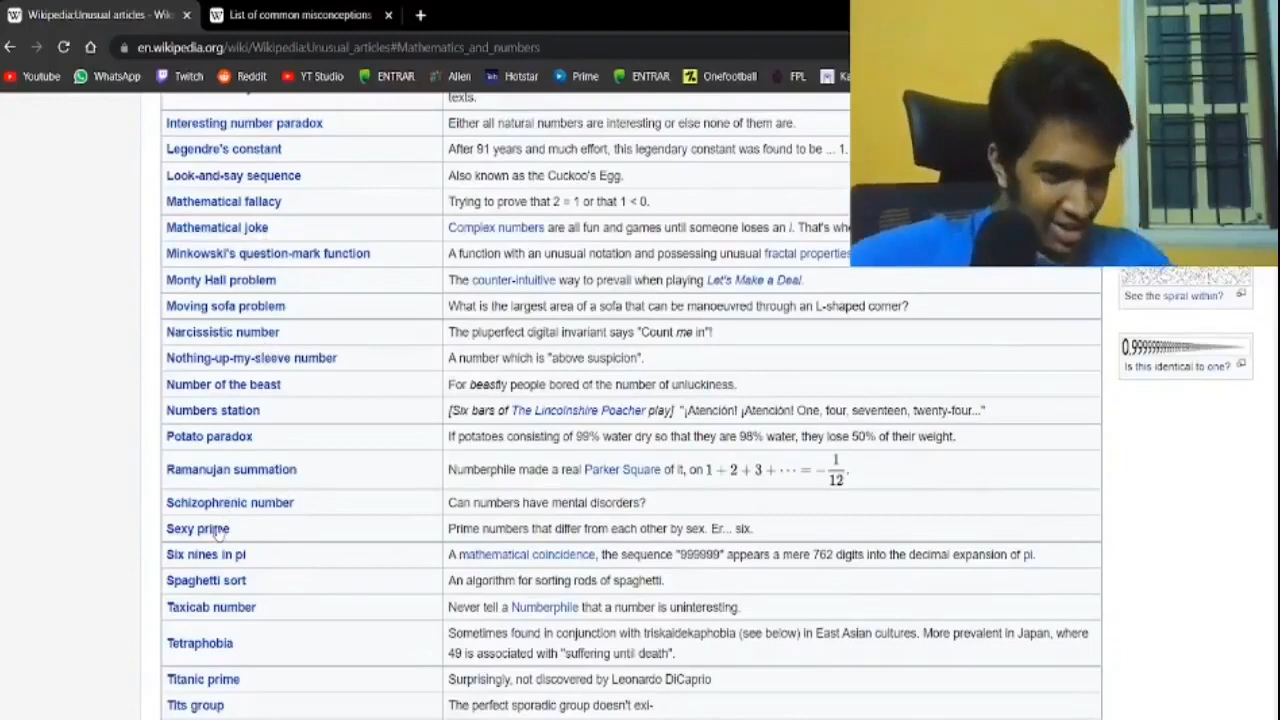 Wikipedia:Unusual articles - Wiki
List of common misconceptions
en.wikipedia.org/wiki/Wikipedia:Unusual_articles#Mathematics_and_numbers
Youtube WhatsApp Twitch Reddit YT Studio ENTRAR Allen Hotstar Prime ENTRAR Onefootball FPL
texts.
Interesting number paradox Either all natural numbers are interesting or else none of them are.
Legendre's constant After 91 years and much effort, this legendary constant was found to be ... 1.
Look-and-say sequence Also known as the Cuckoo's Egg.
Mathematical fallacy Trying to prove that 2 = 1 or that 1 < 0.
Mathematical joke Complex numbers are all fun and games until someone loses an i. That's
Minkowski's question-mark function A function with an unusual notation and possessing unusual fractal properties
Monty Hall problem The counter-intuitive way to prevail when playing Let's Make a Deal.
Moving sofa problem What is the largest area of a sofa that can be manoeuvred through an L-shaped corner?
Narcissistic number The pluperfect digital invariant says "Count me in"!
Nothing-up-my-sleeve number A number which is "above suspicion".
Number of the beast For beastly people bored of the number of unluckiness.
Numbers station [Six bars of The Lincolnshire Poacher play] "¡Atención! ¡Atención! One, four, seventeen, twenty-four..."
Potato paradox If potatoes consisting of 99% water dry so that they are 98% water, they lose 50% of their weight.
Ramanujan summation Numberphile made a real Parker Square of it, on 1 + 2 + 3 + ⋯ = −1/12.
Schizophrenic number Can numbers have mental disorders?
Sexy prime Prime numbers that differ from each other by sex. Er... six.
Six nines in pi A mathematical coincidence, the sequence "999999" appears a mere 762 digits into the decimal expansion of pi.
Spaghetti sort An algorithm for sorting rods of spaghetti.
Taxicab number Never tell a Numberphile that a number is uninteresting.
Tetraphobia Sometimes found in conjunction with triskaidekaphobia (see below) in East Asian cultures. More prevalent in Japan, where
49 is associated with "suffering until death".
Titanic prime Surprisingly, not discovered by Leonardo DiCaprio
Tits group The perfect sporadic group doesn't exi-
See the spiral within?
Is this identical to one?